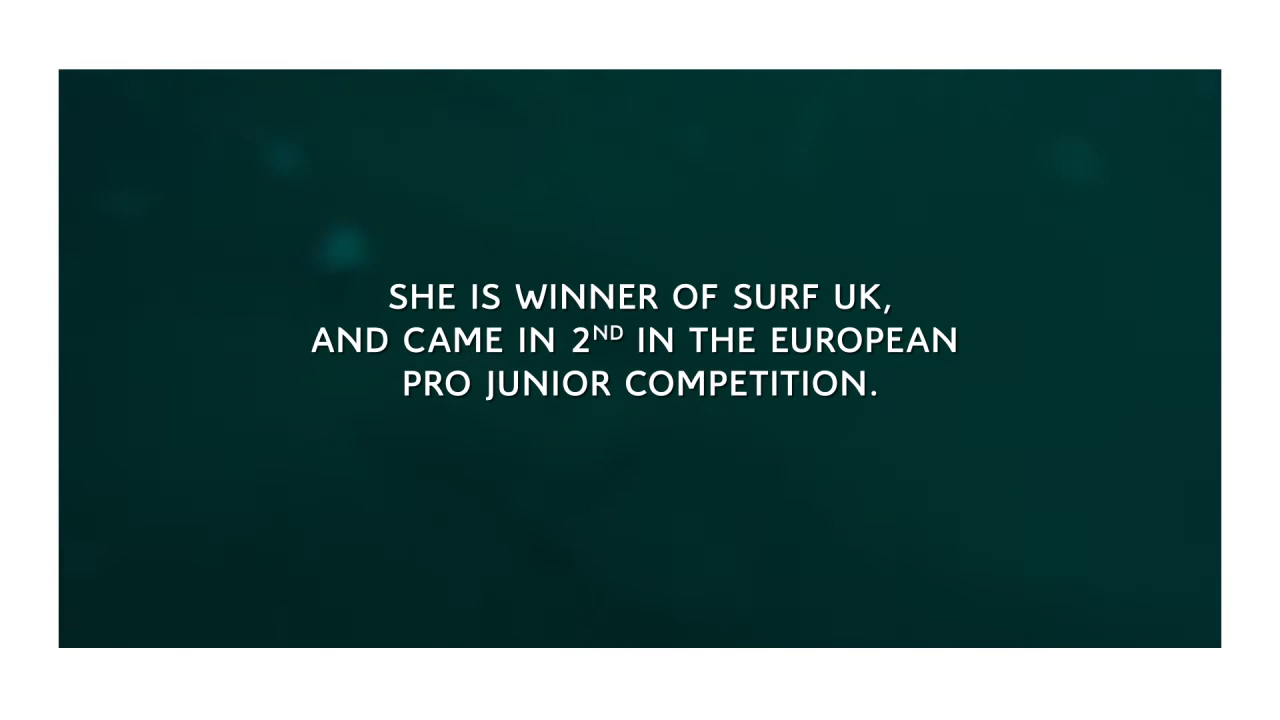 SHE IS WINNER OF SURF UK,
AND CAME IN 2ND IN THE EUROPEAN
PRO JUNIOR COMPETITION.